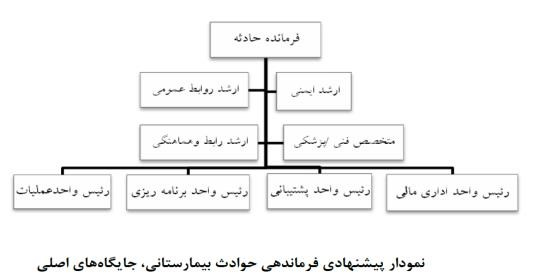 فرمانده حادثه
ارشد ایمنی
ارشد روابط عمومی
متخصص فنی /پزشکی
ارشد رابط وهماهنگی
رئیس واحد اداری مالی
رئیس واحد پشتیبانی
رئیس واحد برنامه ریزی
رئیس واحدعملیات
نمودار پیشنهادی فرماندهی حوادث بیمارستانی، جایگاه‌های اصلی